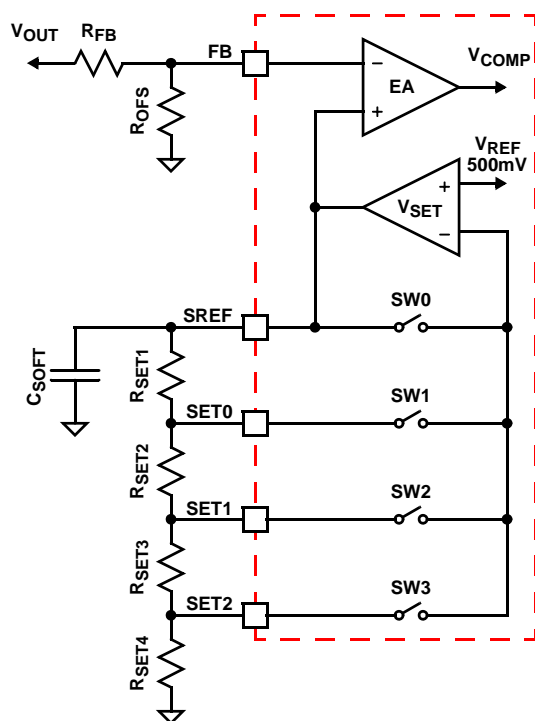 VOUT
RFB
FB
ROFS
−
EA
+
VCOMP
VREF
500mV
+
VSET
−
SREF
SW0
CSOFT
RSET1
SET0
SW1
RSET2
SET1
SW2
RSET3
SET2
SW3
RSET4